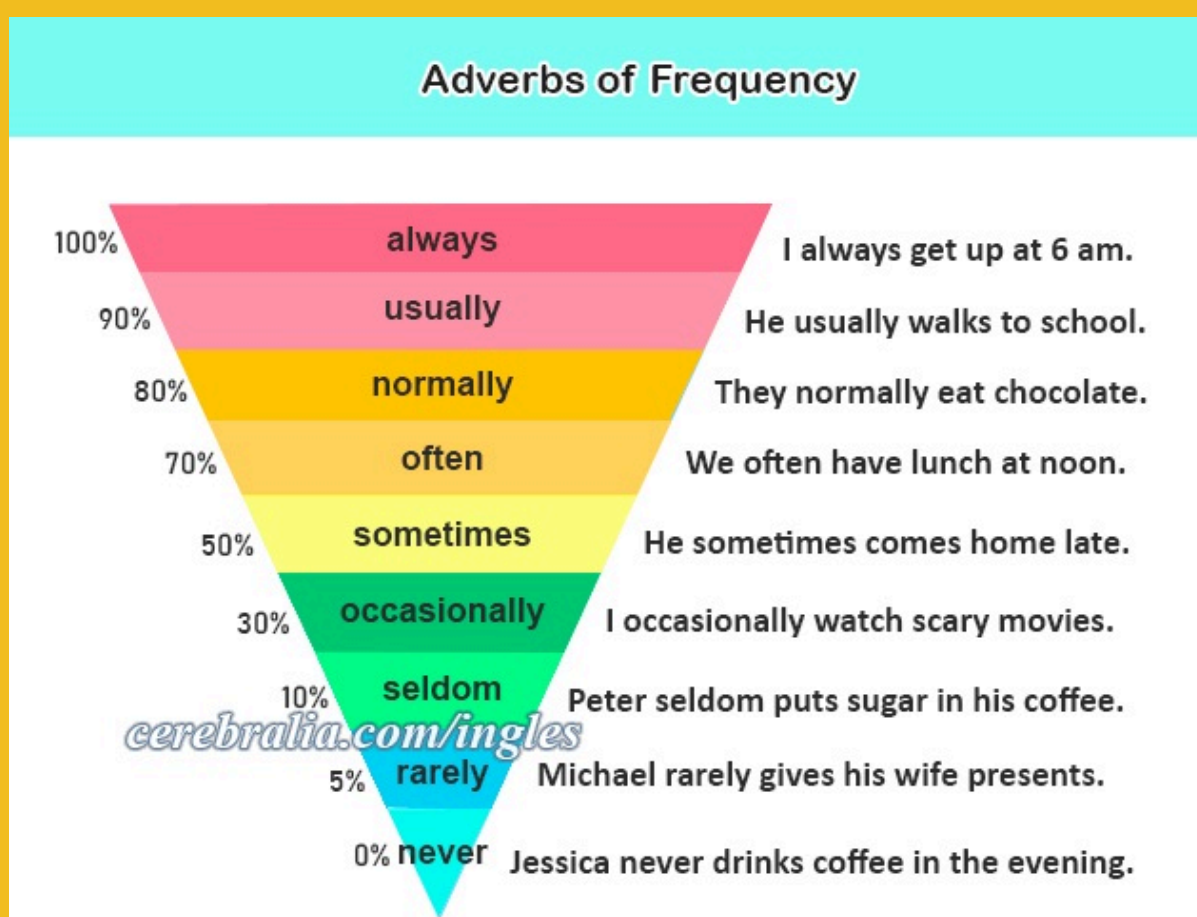 Adverbs of Frequency
100% always I always get up at 6 am.
90% usually He usually walks to school.
80% normally They normally eat chocolate.
70% often We often have lunch at noon.
50% sometimes He sometimes comes home late.
30% occasionally I occasionally watch scary movies.
10% seldom Peter seldom puts sugar in his coffee.
cerebralia.com/ingles
5% rarely Michael rarely gives his wife presents.
0% never Jessica never drinks coffee in the evening.